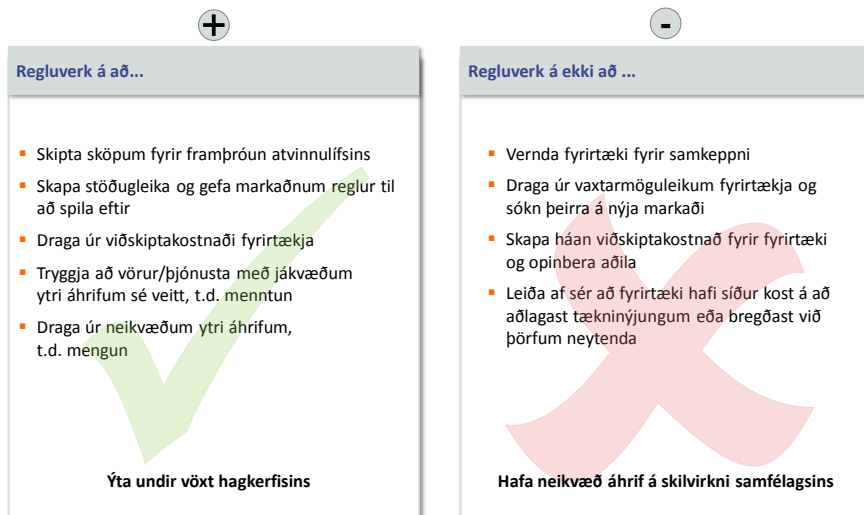 +
Regluverk á að...
Skipta sköpum fyrir framþróun atvinnulífsins
Skapa stöðugleika og gefa markaðnum reglur til
að spila eftir
Draga úr viðskiptakostnaði fyrirtækja
Tryggja að vörur/þjónusta með jákvæðum
ytri áhrifum sé veitt, t.d. menntun
Draga úr neikvæðum ytri áhrifum,
t.d. mengun
Ýta undir vöxt hagkerfisins
-
Regluverk á ekki að ...
Vernda fyrirtæki fyrir samkeppni
Draga úr vaxtarmöguleikum fyrirtækja og
sókn þeirra á nýja markaði
Skapa háan viðskiptakostnað fyrir fyrirtæki
og opinbera aðila
Leiða af sér að fyrirtæki hafi síður kost á að
aðlagast tækninýjungum eða bregðast við
þörfum neytenda
Hafa neikvæð áhrif á skilvirkni samfélagsins